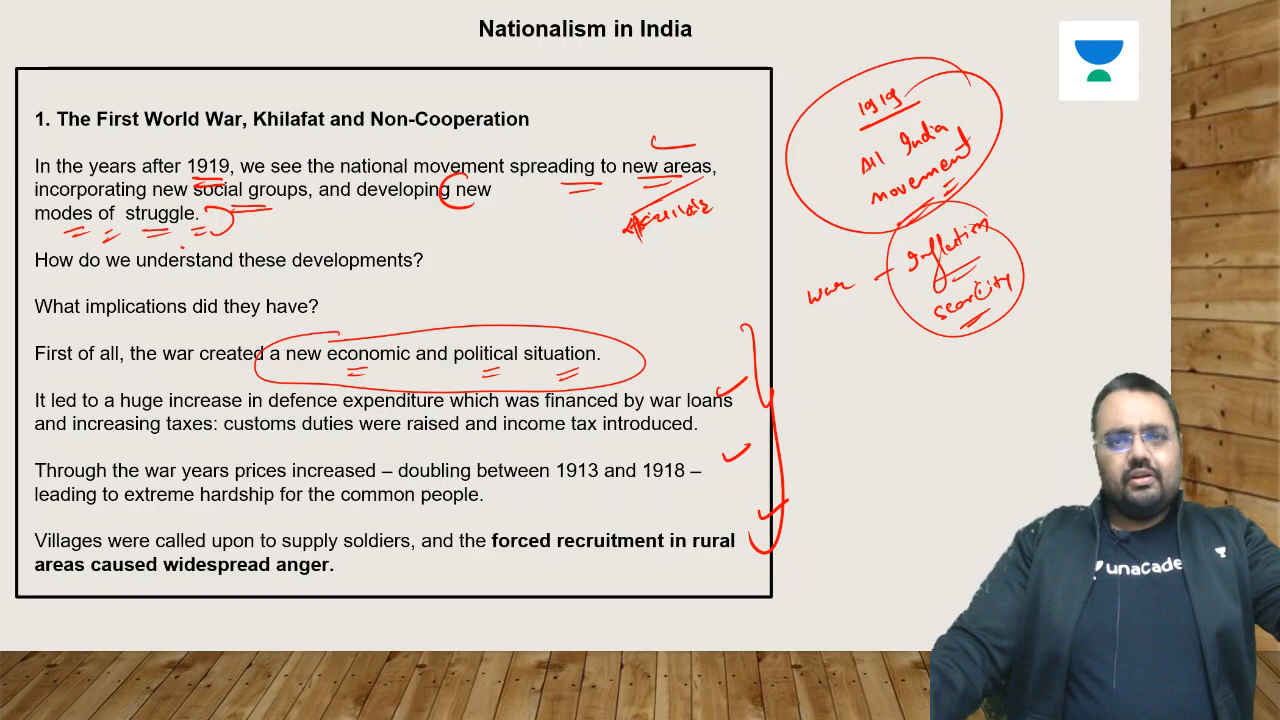 Nationalism in India
1. The First World War, Khilafat and Non-Cooperation
In the years after 1919, we see the national movement spreading to new areas,
incorporating new social groups, and developing new
modes of struggle.
How do we understand these developments?
What implications did they have?
First of all, the war created a new economic and political situation.
It led to a huge increase in defence expenditure which was financed by war loans
and increasing taxes: customs duties were raised and income tax introduced.
Through the war years prices increased – doubling between 1913 and 1918 –
leading to extreme hardship for the common people.
Villages were called upon to supply soldiers, and the forced recruitment in rural
areas caused widespread anger.
1919
All India
movement
war – Inflation
Scarcity
unacade